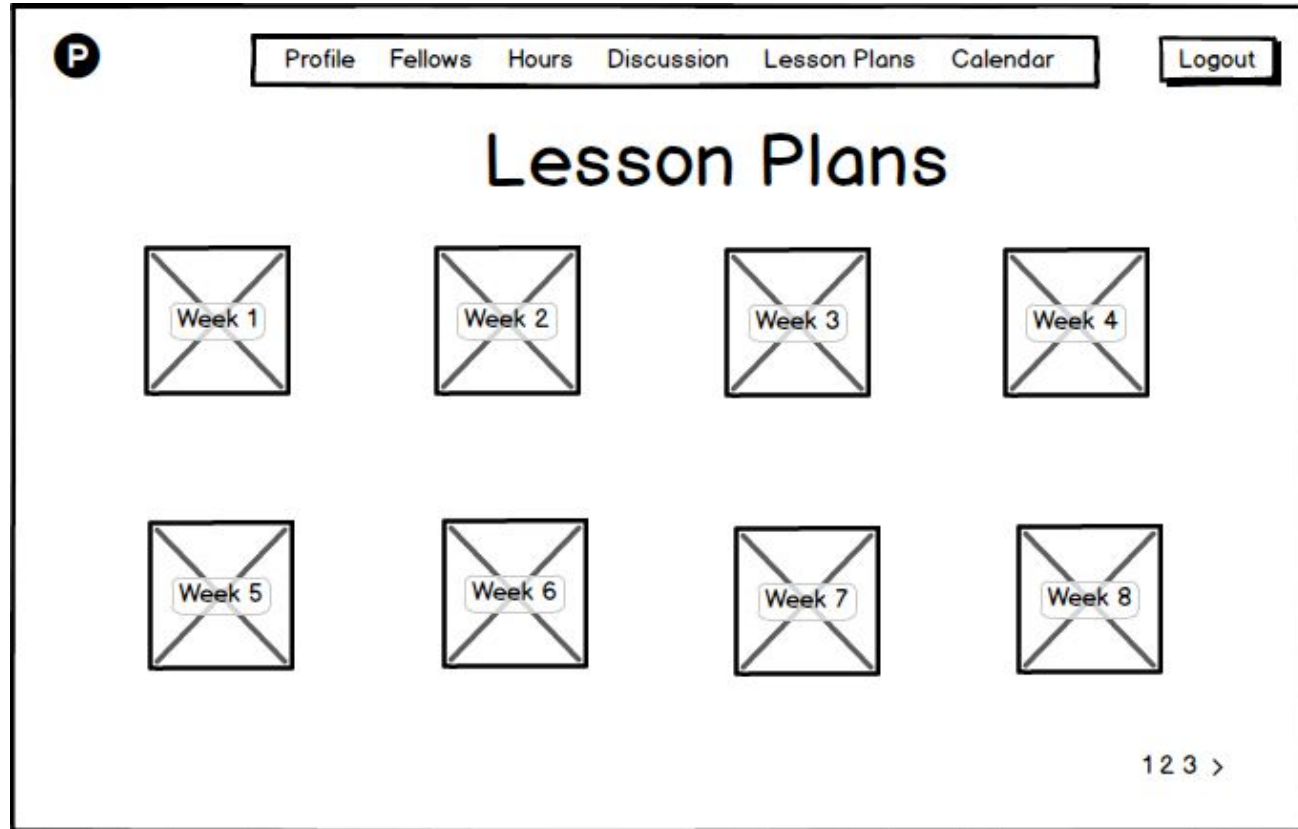 P Profile Fellows Hours Discussion Lesson Plans Calendar Logout
Lesson Plans
Week 1 Week 2 Week 3 Week 4
Week 5 Week 6 Week 7 Week 8
1 2 3 >